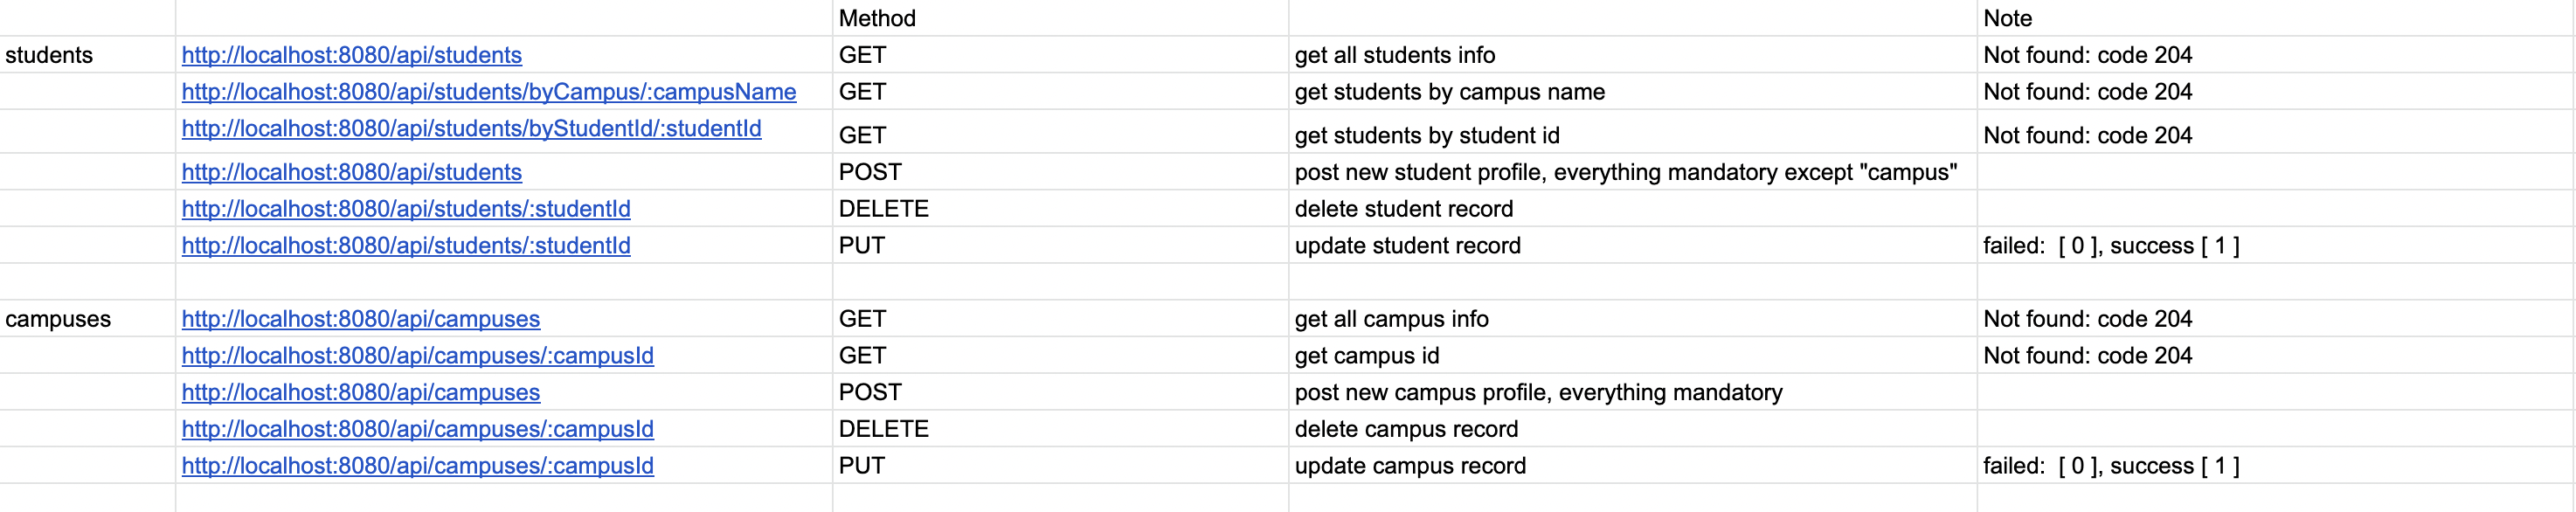 Method Note
students http://localhost:8080/api/students GET get all students info Not found: code 204
http://localhost:8080/api/students/byCampus/:campusName GET get students by campus name Not found: code 204
http://localhost:8080/api/students/byStudentId/:studentId GET get students by student id Not found: code 204
http://localhost:8080/api/students POST post new student profile, everything mandatory except "campus"
http://localhost:8080/api/students/:studentId DELETE delete student record
http://localhost:8080/api/students/:studentId PUT update student record failed: [ 0 ], success [ 1 ]
campuses http://localhost:8080/api/campuses GET get all campus info Not found: code 204
http://localhost:8080/api/campuses/:campusId GET get campus id Not found: code 204
http://localhost:8080/api/campuses POST post new campus profile, everything mandatory
http://localhost:8080/api/campuses/:campusId DELETE delete campus record
http://localhost:8080/api/campuses/:campusId PUT update campus record failed: [ 0 ], success [ 1 ]